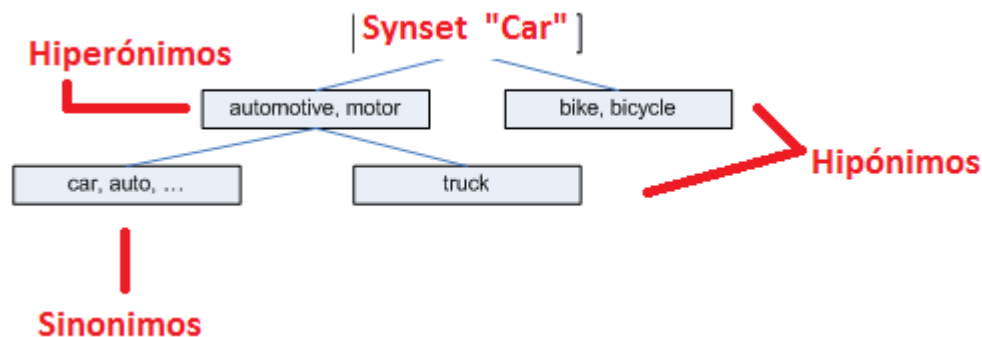 Synset "Car" ]
Hiperónimos
automotive, motor
bike, bicycle
Hipónimos
car, auto, ...
truck
Sinonimos